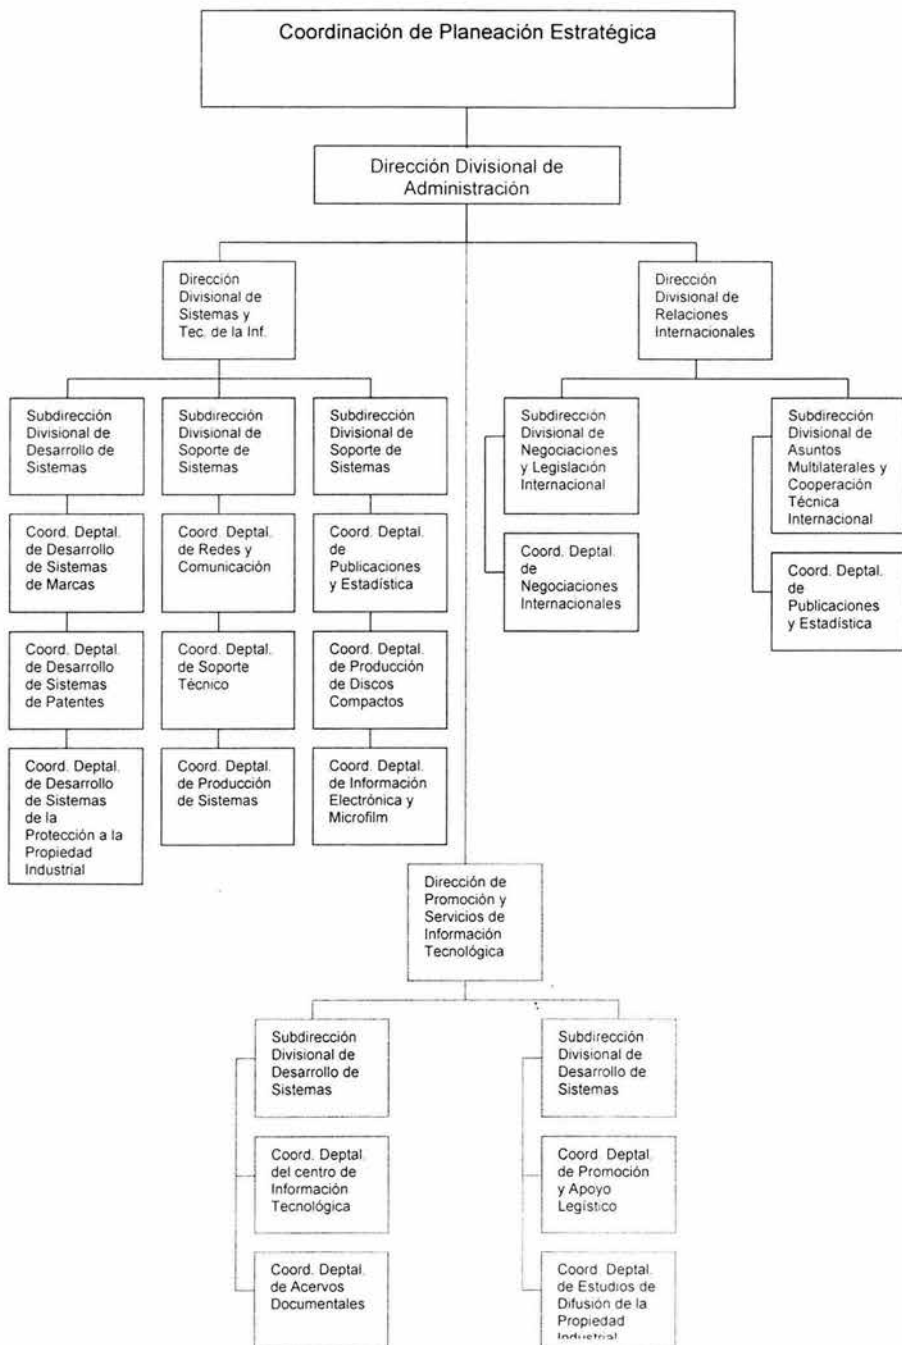 Coordinación de Planeación Estratégica
Dirección Divisional de
Administración
Dirección
Divisional de
Sistemas y
Tec. de la Inf.
Dirección
Divisional de
Relaciones
Internacionales
Subdirección
Divisional de
Desarrollo de
Sistemas
Subdirección
Divisional de
Soporte de
Sistemas
Subdirección
Divisional de
Soporte de
Sistemas
Subdirección
Divisional de
Negociaciones
y Legislación
Internacional
Subdirección
Divisional de
Asuntos
Multilaterales y
Cooperación
Técnica
Internacional
Coord. Deptal.
de Desarrollo
de Sistemas
de Marcas
Coord. Deptal.
de Redes y
Comunicación
Coord. Deptal.
de
Publicaciones
y Estadística
Coord. Deptal.
de
Negociaciones
Internacionales
Coord. Deptal.
de
Publicaciones
y Estadística
Coord. Deptal.
de Desarrollo
de Sistemas
de Patentes
Coord. Deptal.
de Soporte
Técnico
Coord. Deptal.
de Producción
de Discos
Compactos
Coord. Deptal.
de Desarrollo
de Sistemas
de la
Protección a la
Propiedad
Industrial
Coord. Deptal.
de Producción
de Sistemas
Coord. Deptal.
de Información
Electrónica y
Microfilm
Dirección de
Promoción y
Servicios de
Información
Tecnológica
Subdirección
Divisional de
Desarrollo de
Sistemas
Subdirección
Divisional de
Desarrollo de
Sistemas
Coord. Deptal.
del centro de
Información
Tecnológica
Coord. Deptal.
de Promoción
y Apoyo
Legístico
Coord. Deptal.
de Acervos
Documentales
Coord. Deptal.
de Estudios de
Difusión de la
Propiedad
Industrial